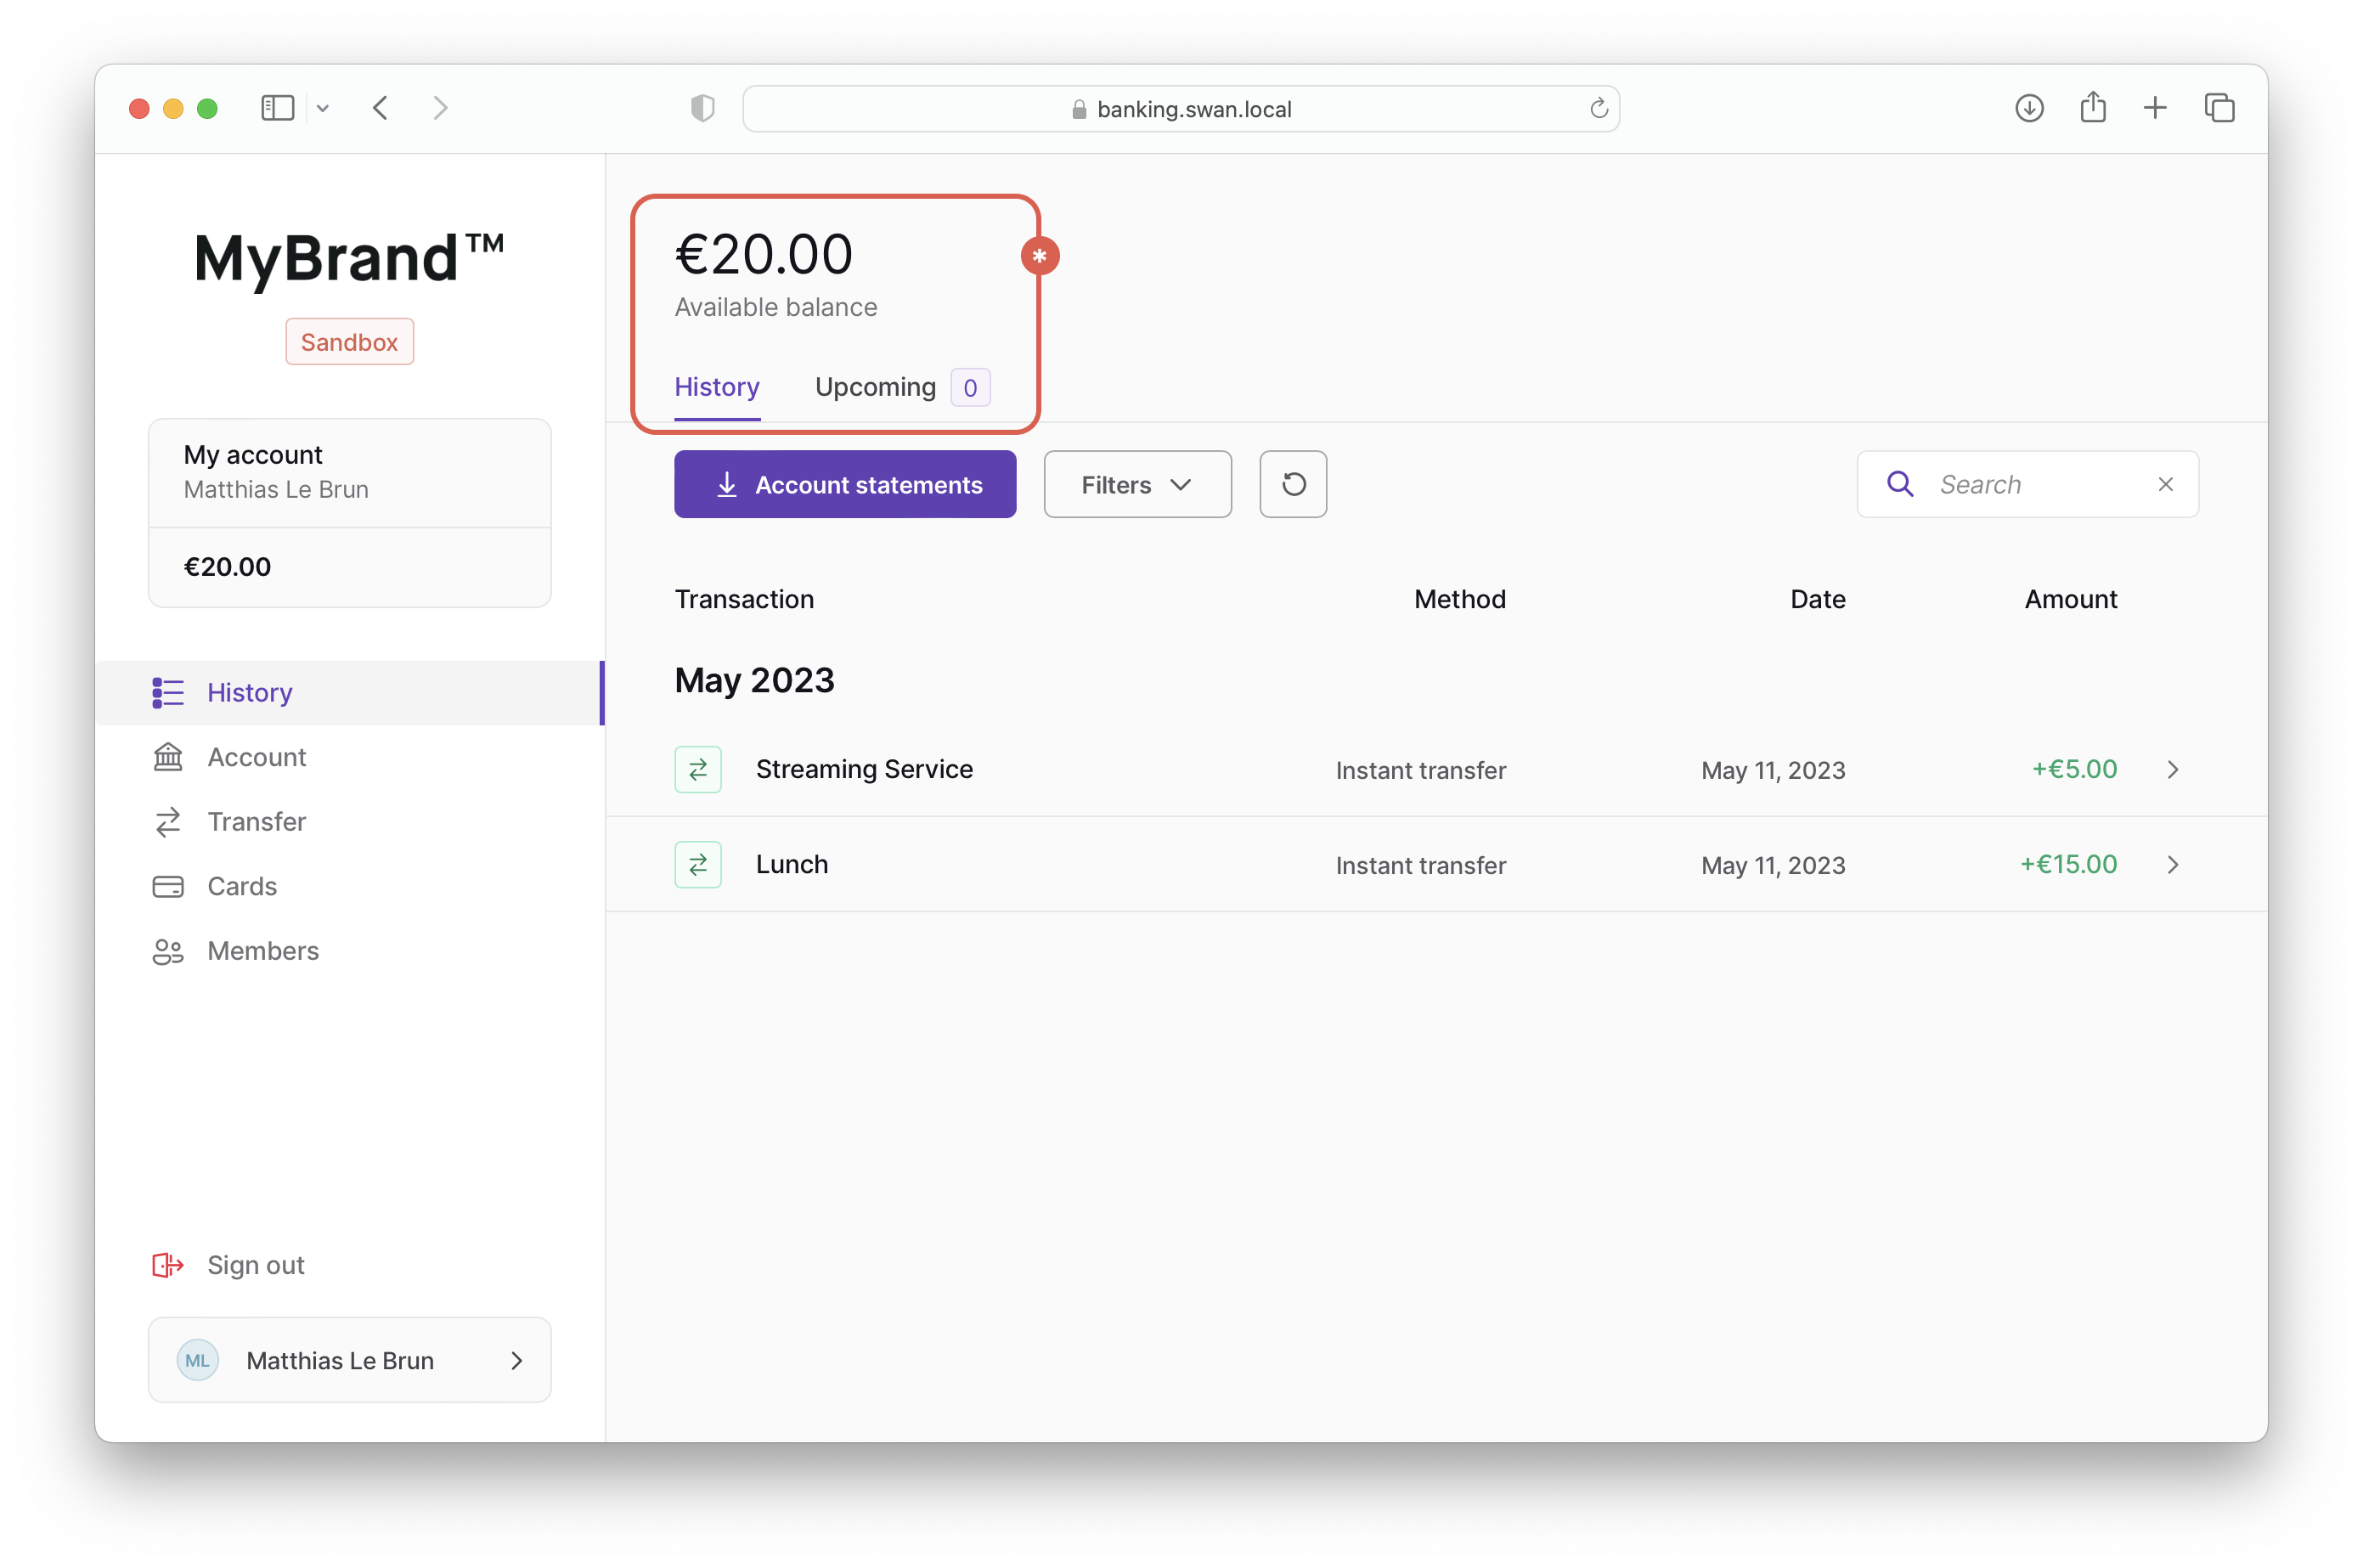 banking.swan.local
MyBrand™
Sandbox
My account
Matthias Le Brun
€20.00
History
Account
Transfer
Cards
Members
Sign out
ML Matthias Le Brun
€20.00
Available balance
History Upcoming 0
Account statements Filters Search
Transaction Method Date Amount
May 2023
Streaming Service Instant transfer May 11, 2023 +€5.00
Lunch Instant transfer May 11, 2023 +€15.00